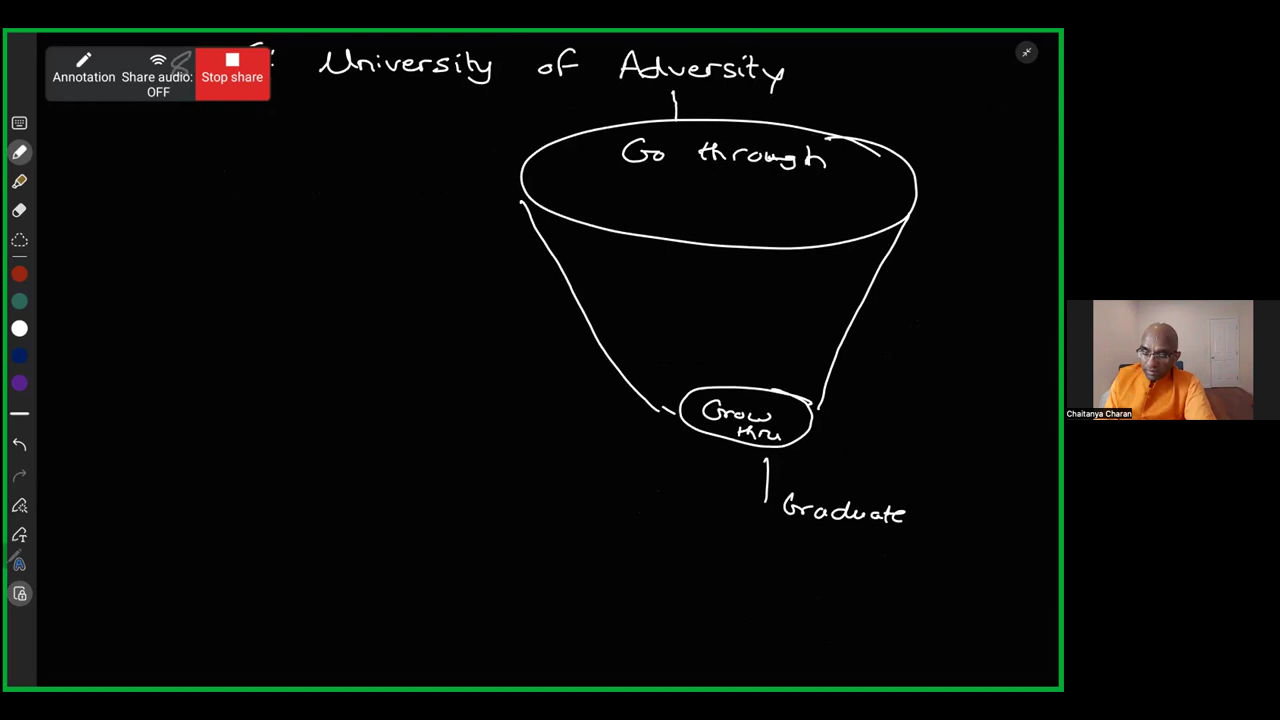 University of Adversity
Annotation
Share audio:
OFF
Stop share
Go through
Grow
thru
Graduate
Chaitanya Charan